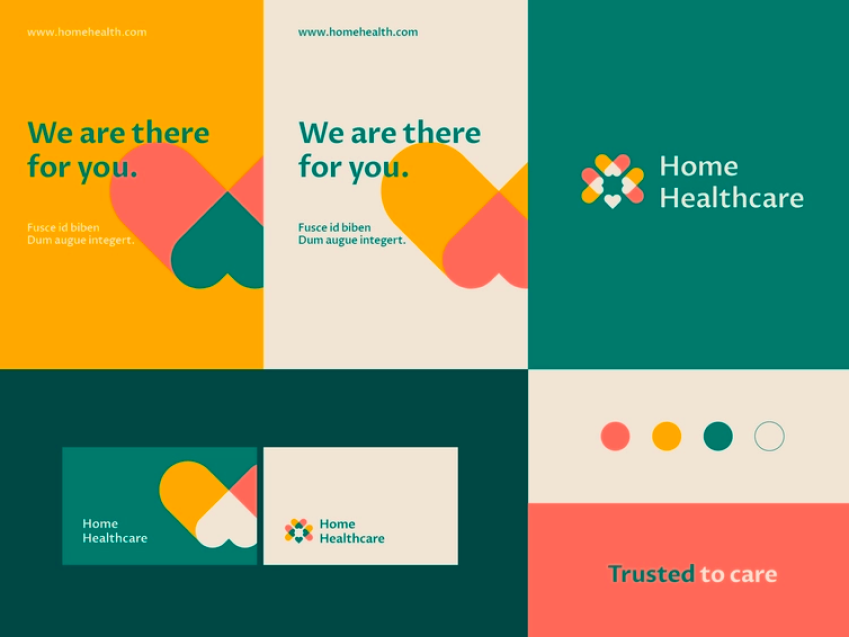 www.homehealth.com
We are there
for you.
Fusce id biben
Dum augue integert.
www.homehealth.com
We are there
for you.
Fusce id biben
Dum augue integert.
Home
Healthcare
Home
Healthcare
Home
Healthcare
Trusted to care